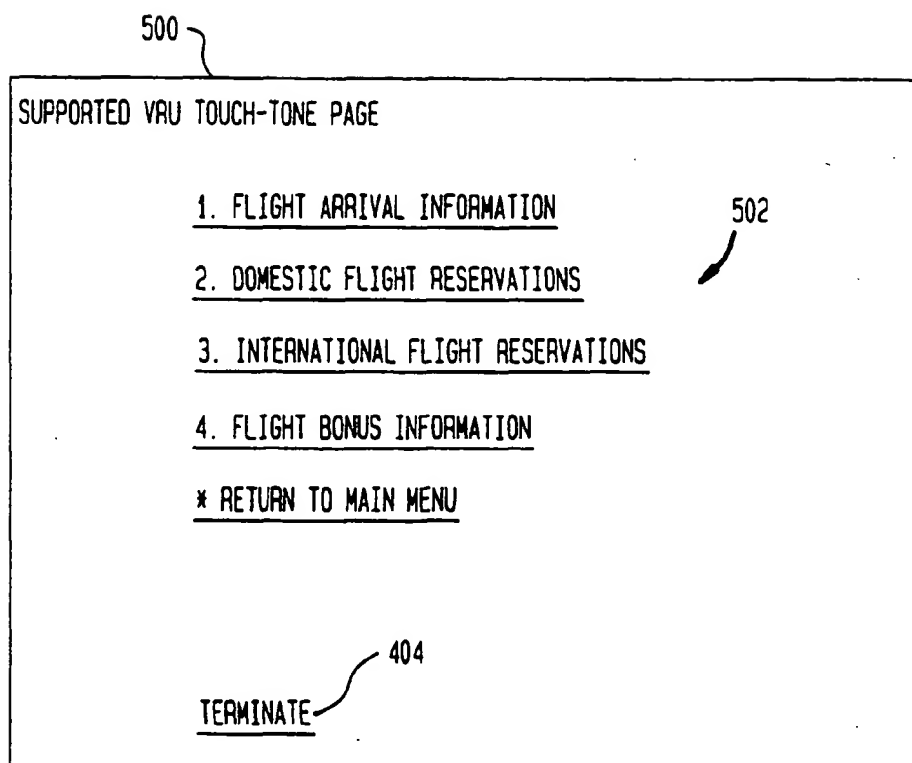 500
SUPPORTED VRU TOUCH-TONE PAGE
1. FLIGHT ARRIVAL INFORMATION
502
2. DOMESTIC FLIGHT RESERVATIONS
3. INTERNATIONAL FLIGHT RESERVATIONS
4. FLIGHT BONUS INFORMATION
* RETURN TO MAIN MENU
404
TERMINATE